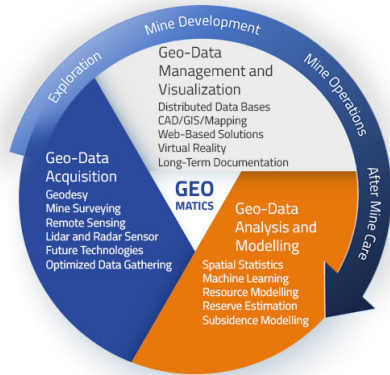 Exploration
Mine Development
Mine Operations
After Mine Care
Geo-Data
Management and
Visualization
Distributed Data Bases
CAD/GIS/Mapping
Web-Based Solutions
Virtual Reality
Long-Term Documentation
Geo-Data
Acquisition
Geodesy
Mine Surveying
Remote Sensing
Lidar and Radar Sensor
Future Technologies
Optimized Data Gathering
GEO
MATICS
Geo-Data
Analysis and
Modelling
Spatial Statistics
Machine Learning
Resource Modelling
Reserve Estimation
Subsidence Modelling